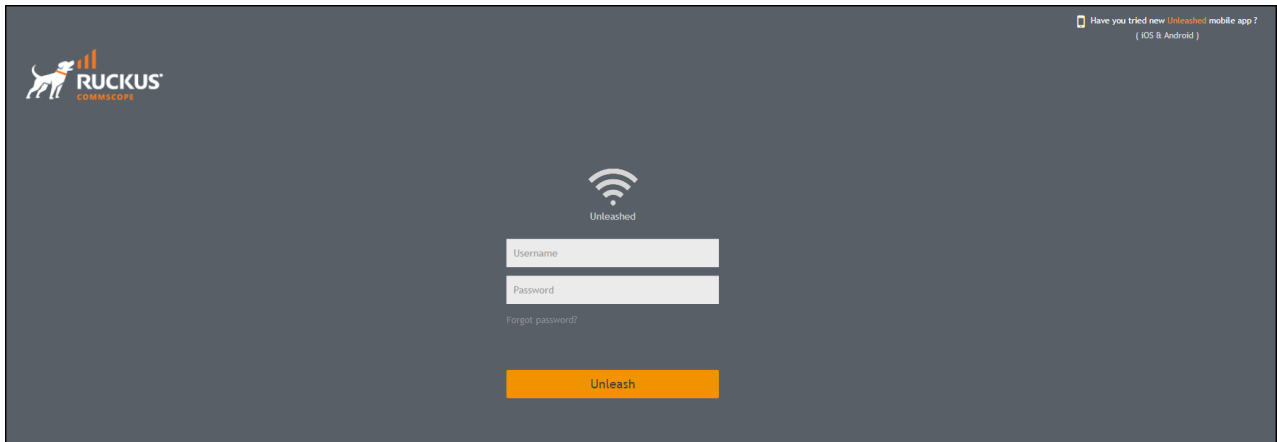 Have you tried new Unleashed mobile app ?
( iOS & Android )
RUCKUS
COMMSCOPE
Unleashed
Username
Password
Forgot password?
Unleash